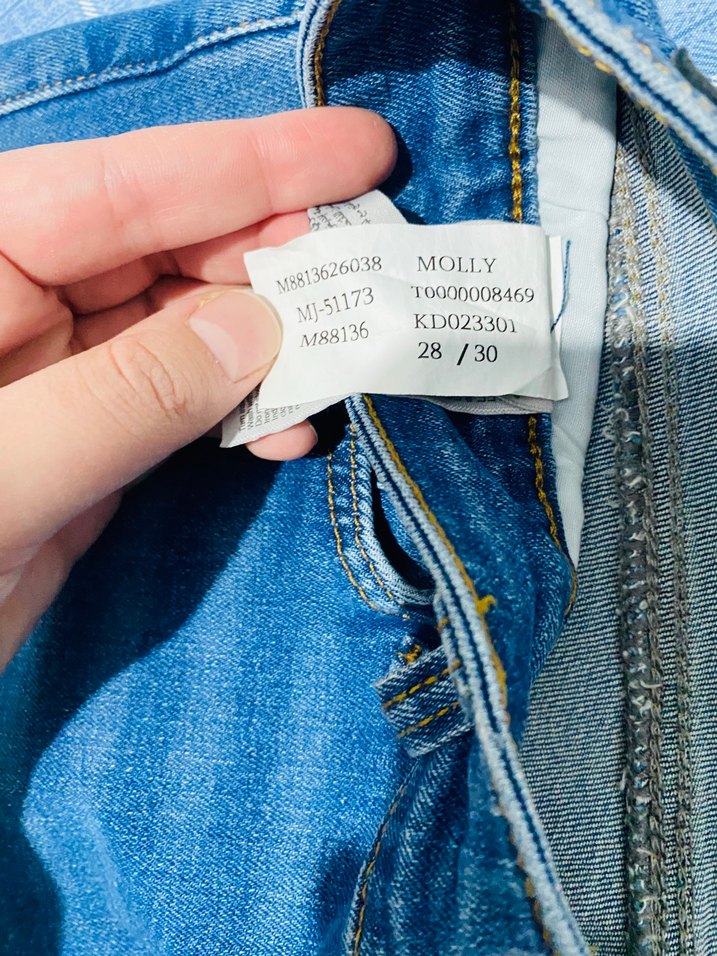 M8813626038 MOLLY
MJ-51173 T0000008469
M88136 KD023301
28 / 30